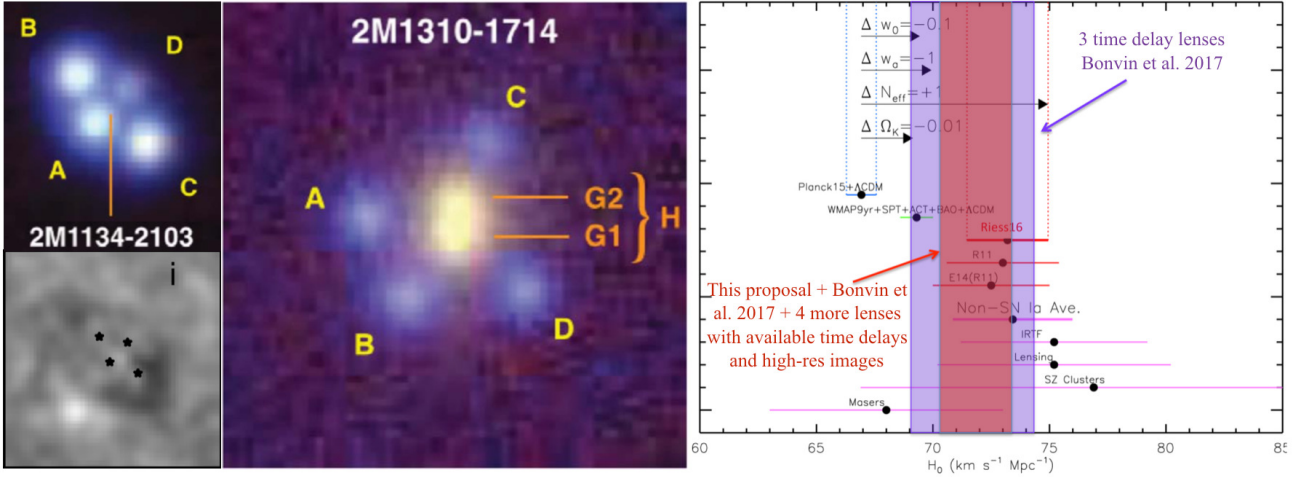 B
D
A
C
2M1134-2103
i
2M1310-1714
C
A
G2
G1
H
B
D
Δ w₀=−0.1
Δ wₐ=−1
Δ Neff=+1
Δ ΩK=−0.01
3 time delay lenses
Bonvin et al. 2017
Planck15+ΛCDM
WMAP9yr+SPT+ACT+BAO+ΛCDM
Riess16
R11
E14(R11)
This proposal + Bonvin et
al. 2017 + 4 more lenses
with available time delays
and high-res images
Non-SN Ia Ave.
IRTF
Lensing
SZ Clusters
Masers
60
65
70
75
80
85
H₀ (km s⁻¹ Mpc⁻¹)